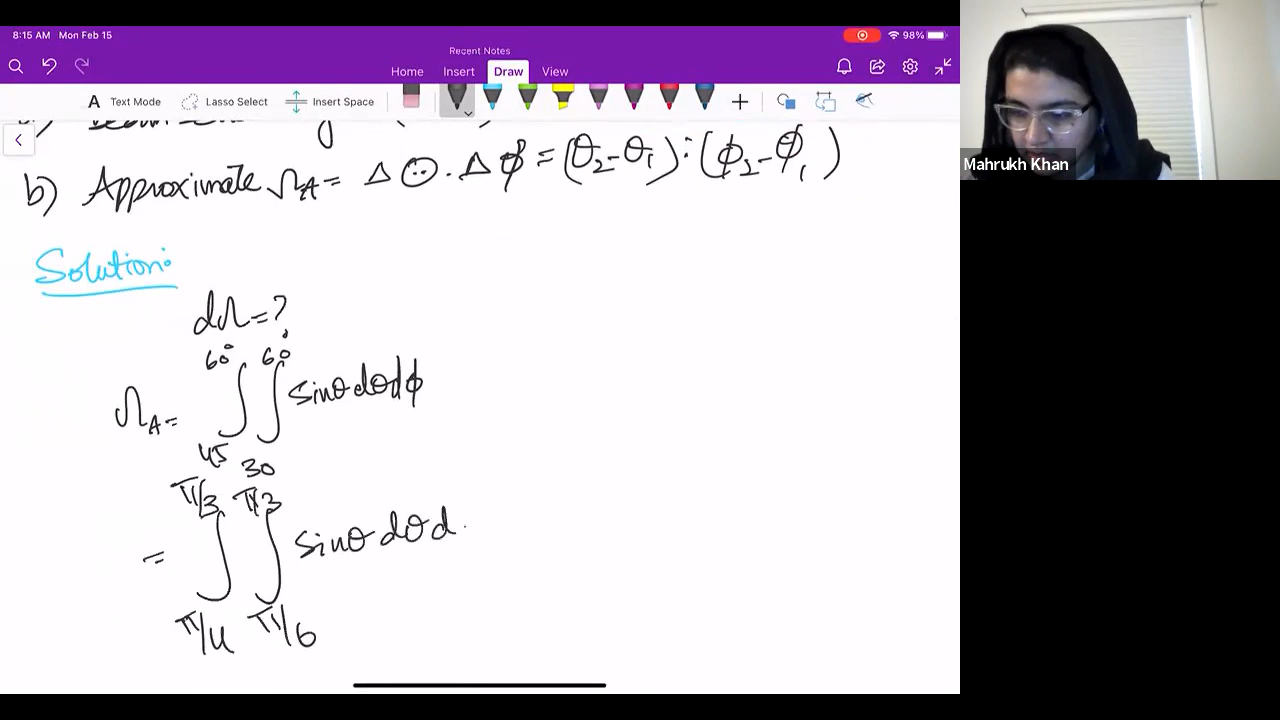 8:15 AM Mon Feb 15
98%
Recent Notes
Home Insert Draw View
Text Mode Lasso Select Insert Space
Mahrukh Khan
b) Approximate Ω_A = ΔΘ · Δφ = (θ₂-θ₁) · (φ₂-φ₁)
Solution:
dΩ = ?
60° 60°
Ω_A = ∫ ∫ sinθ dθ dφ
45 30
π/3 π/3
= ∫ ∫ sinθ dθ d
π/4 π/6